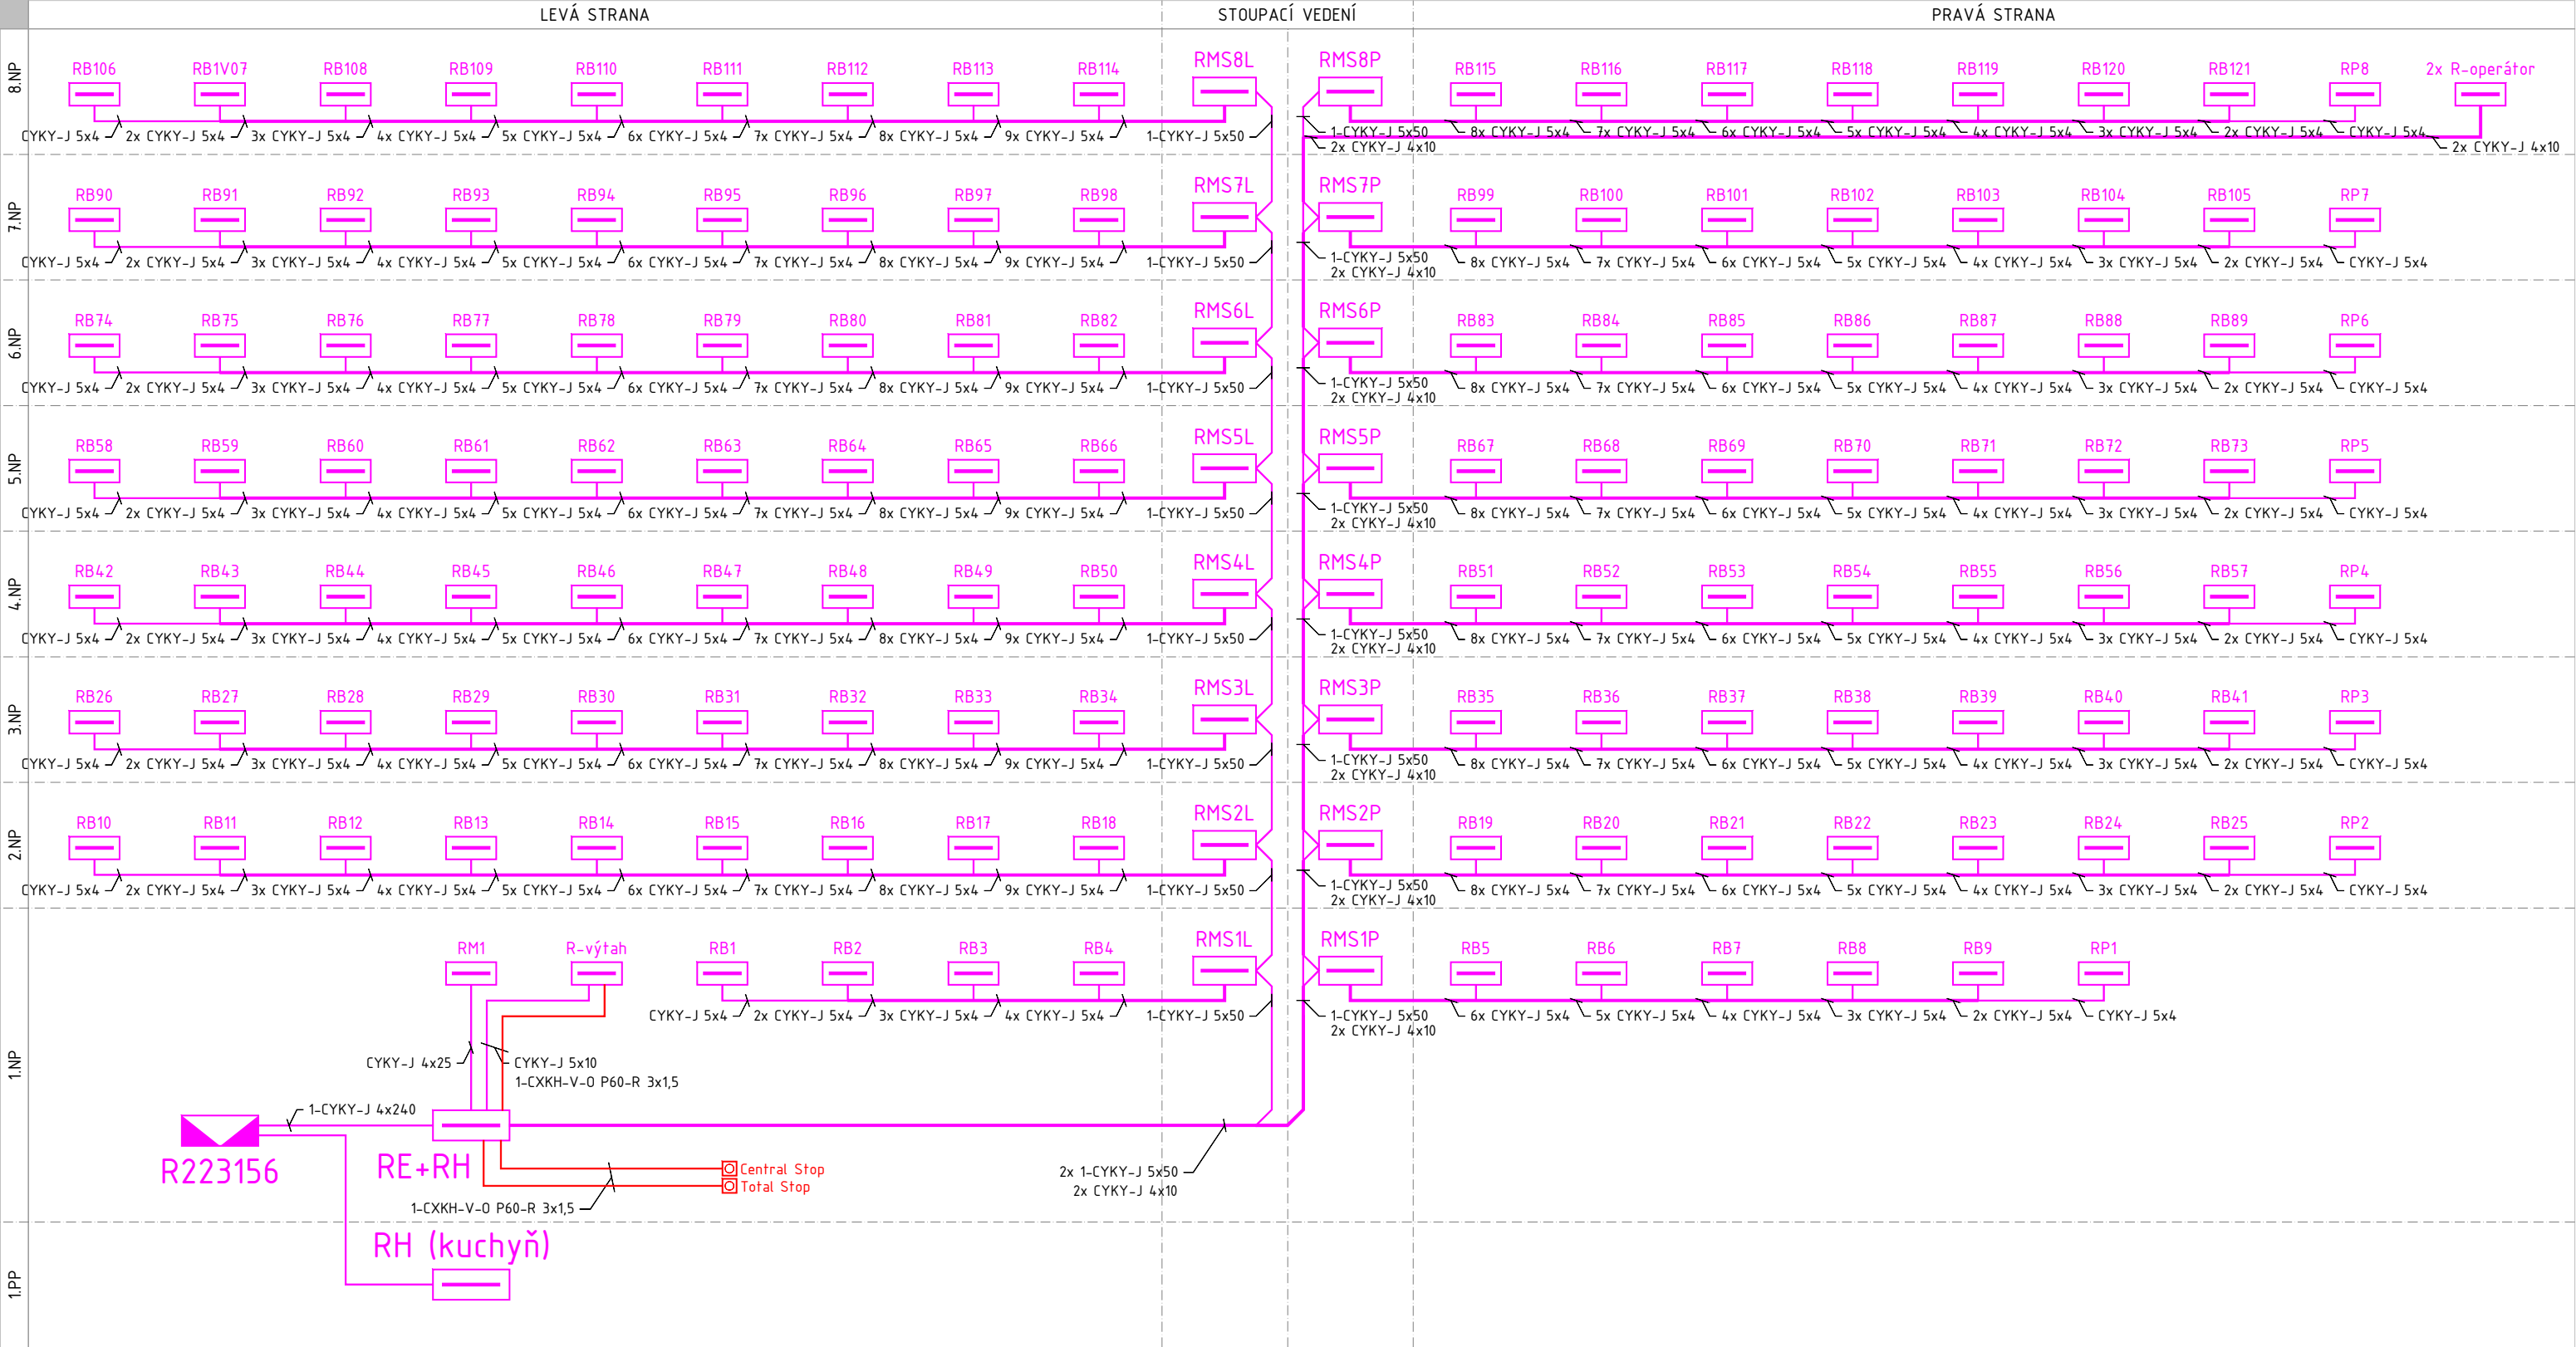 LEVÁ STRANA STOUPACÍ VEDENÍ PRAVÁ STRANA
8.NP
RB106 RB1V07 RB108 RB109 RB110 RB111 RB112 RB113 RB114 RMS8L RMS8P RB115 RB116 RB117 RB118 RB119 RB120 RB121 RP8 2x R-operátor
CYKY-J 5x4 2x CYKY-J 5x4 3x CYKY-J 5x4 4x CYKY-J 5x4 5x CYKY-J 5x4 6x CYKY-J 5x4 7x CYKY-J 5x4 8x CYKY-J 5x4 9x CYKY-J 5x4 1-CYKY-J 5x50 1-CYKY-J 5x50 8x CYKY-J 5x4 7x CYKY-J 5x4 6x CYKY-J 5x4 5x CYKY-J 5x4 4x CYKY-J 5x4 3x CYKY-J 5x4 2x CYKY-J 5x4 CYKY-J 5x4
2x CYKY-J 4x10 2x CYKY-J 4x10
7.NP
RB90 RB91 RB92 RB93 RB94 RB95 RB96 RB97 RB98 RMS7L RMS7P RB99 RB100 RB101 RB102 RB103 RB104 RB105 RP7
CYKY-J 5x4 2x CYKY-J 5x4 3x CYKY-J 5x4 4x CYKY-J 5x4 5x CYKY-J 5x4 6x CYKY-J 5x4 7x CYKY-J 5x4 8x CYKY-J 5x4 9x CYKY-J 5x4 1-CYKY-J 5x50 1-CYKY-J 5x50 8x CYKY-J 5x4 7x CYKY-J 5x4 6x CYKY-J 5x4 5x CYKY-J 5x4 4x CYKY-J 5x4 3x CYKY-J 5x4 2x CYKY-J 5x4 CYKY-J 5x4
2x CYKY-J 4x10
6.NP
RB74 RB75 RB76 RB77 RB78 RB79 RB80 RB81 RB82 RMS6L RMS6P RB83 RB84 RB85 RB86 RB87 RB88 RB89 RP6
CYKY-J 5x4 2x CYKY-J 5x4 3x CYKY-J 5x4 4x CYKY-J 5x4 5x CYKY-J 5x4 6x CYKY-J 5x4 7x CYKY-J 5x4 8x CYKY-J 5x4 9x CYKY-J 5x4 1-CYKY-J 5x50 1-CYKY-J 5x50 8x CYKY-J 5x4 7x CYKY-J 5x4 6x CYKY-J 5x4 5x CYKY-J 5x4 4x CYKY-J 5x4 3x CYKY-J 5x4 2x CYKY-J 5x4 CYKY-J 5x4
2x CYKY-J 4x10
5.NP
RB58 RB59 RB60 RB61 RB62 RB63 RB64 RB65 RB66 RMS5L RMS5P RB67 RB68 RB69 RB70 RB71 RB72 RB73 RP5
CYKY-J 5x4 2x CYKY-J 5x4 3x CYKY-J 5x4 4x CYKY-J 5x4 5x CYKY-J 5x4 6x CYKY-J 5x4 7x CYKY-J 5x4 8x CYKY-J 5x4 9x CYKY-J 5x4 1-CYKY-J 5x50 1-CYKY-J 5x50 8x CYKY-J 5x4 7x CYKY-J 5x4 6x CYKY-J 5x4 5x CYKY-J 5x4 4x CYKY-J 5x4 3x CYKY-J 5x4 2x CYKY-J 5x4 CYKY-J 5x4
2x CYKY-J 4x10
4.NP
RB42 RB43 RB44 RB45 RB46 RB47 RB48 RB49 RB50 RMS4L RMS4P RB51 RB52 RB53 RB54 RB55 RB56 RB57 RP4
CYKY-J 5x4 2x CYKY-J 5x4 3x CYKY-J 5x4 4x CYKY-J 5x4 5x CYKY-J 5x4 6x CYKY-J 5x4 7x CYKY-J 5x4 8x CYKY-J 5x4 9x CYKY-J 5x4 1-CYKY-J 5x50 1-CYKY-J 5x50 8x CYKY-J 5x4 7x CYKY-J 5x4 6x CYKY-J 5x4 5x CYKY-J 5x4 4x CYKY-J 5x4 3x CYKY-J 5x4 2x CYKY-J 5x4 CYKY-J 5x4
2x CYKY-J 4x10
3.NP
RB26 RB27 RB28 RB29 RB30 RB31 RB32 RB33 RB34 RMS3L RMS3P RB35 RB36 RB37 RB38 RB39 RB40 RB41 RP3
CYKY-J 5x4 2x CYKY-J 5x4 3x CYKY-J 5x4 4x CYKY-J 5x4 5x CYKY-J 5x4 6x CYKY-J 5x4 7x CYKY-J 5x4 8x CYKY-J 5x4 9x CYKY-J 5x4 1-CYKY-J 5x50 1-CYKY-J 5x50 8x CYKY-J 5x4 7x CYKY-J 5x4 6x CYKY-J 5x4 5x CYKY-J 5x4 4x CYKY-J 5x4 3x CYKY-J 5x4 2x CYKY-J 5x4 CYKY-J 5x4
2x CYKY-J 4x10
2.NP
RB10 RB11 RB12 RB13 RB14 RB15 RB16 RB17 RB18 RMS2L RMS2P RB19 RB20 RB21 RB22 RB23 RB24 RB25 RP2
CYKY-J 5x4 2x CYKY-J 5x4 3x CYKY-J 5x4 4x CYKY-J 5x4 5x CYKY-J 5x4 6x CYKY-J 5x4 7x CYKY-J 5x4 8x CYKY-J 5x4 9x CYKY-J 5x4 1-CYKY-J 5x50 1-CYKY-J 5x50 8x CYKY-J 5x4 7x CYKY-J 5x4 6x CYKY-J 5x4 5x CYKY-J 5x4 4x CYKY-J 5x4 3x CYKY-J 5x4 2x CYKY-J 5x4 CYKY-J 5x4
2x CYKY-J 4x10
1.NP
RM1 R-výtah RB1 RB2 RB3 RB4 RMS1L RMS1P RB5 RB6 RB7 RB8 RB9 RP1
CYKY-J 5x4 2x CYKY-J 5x4 3x CYKY-J 5x4 4x CYKY-J 5x4 1-CYKY-J 5x50 1-CYKY-J 5x50 6x CYKY-J 5x4 5x CYKY-J 5x4 4x CYKY-J 5x4 3x CYKY-J 5x4 2x CYKY-J 5x4 CYKY-J 5x4
2x CYKY-J 4x10
CYKY-J 4x25 CYKY-J 5x10
1-CXKH-V-O P60-R 3x1,5
1-CYKY-J 4x240
R223156 RE+RH
Central Stop
Total Stop
2x 1-CYKY-J 5x50
2x CYKY-J 4x10
1-CXKH-V-O P60-R 3x1,5
1.PP
RH (kuchyň)